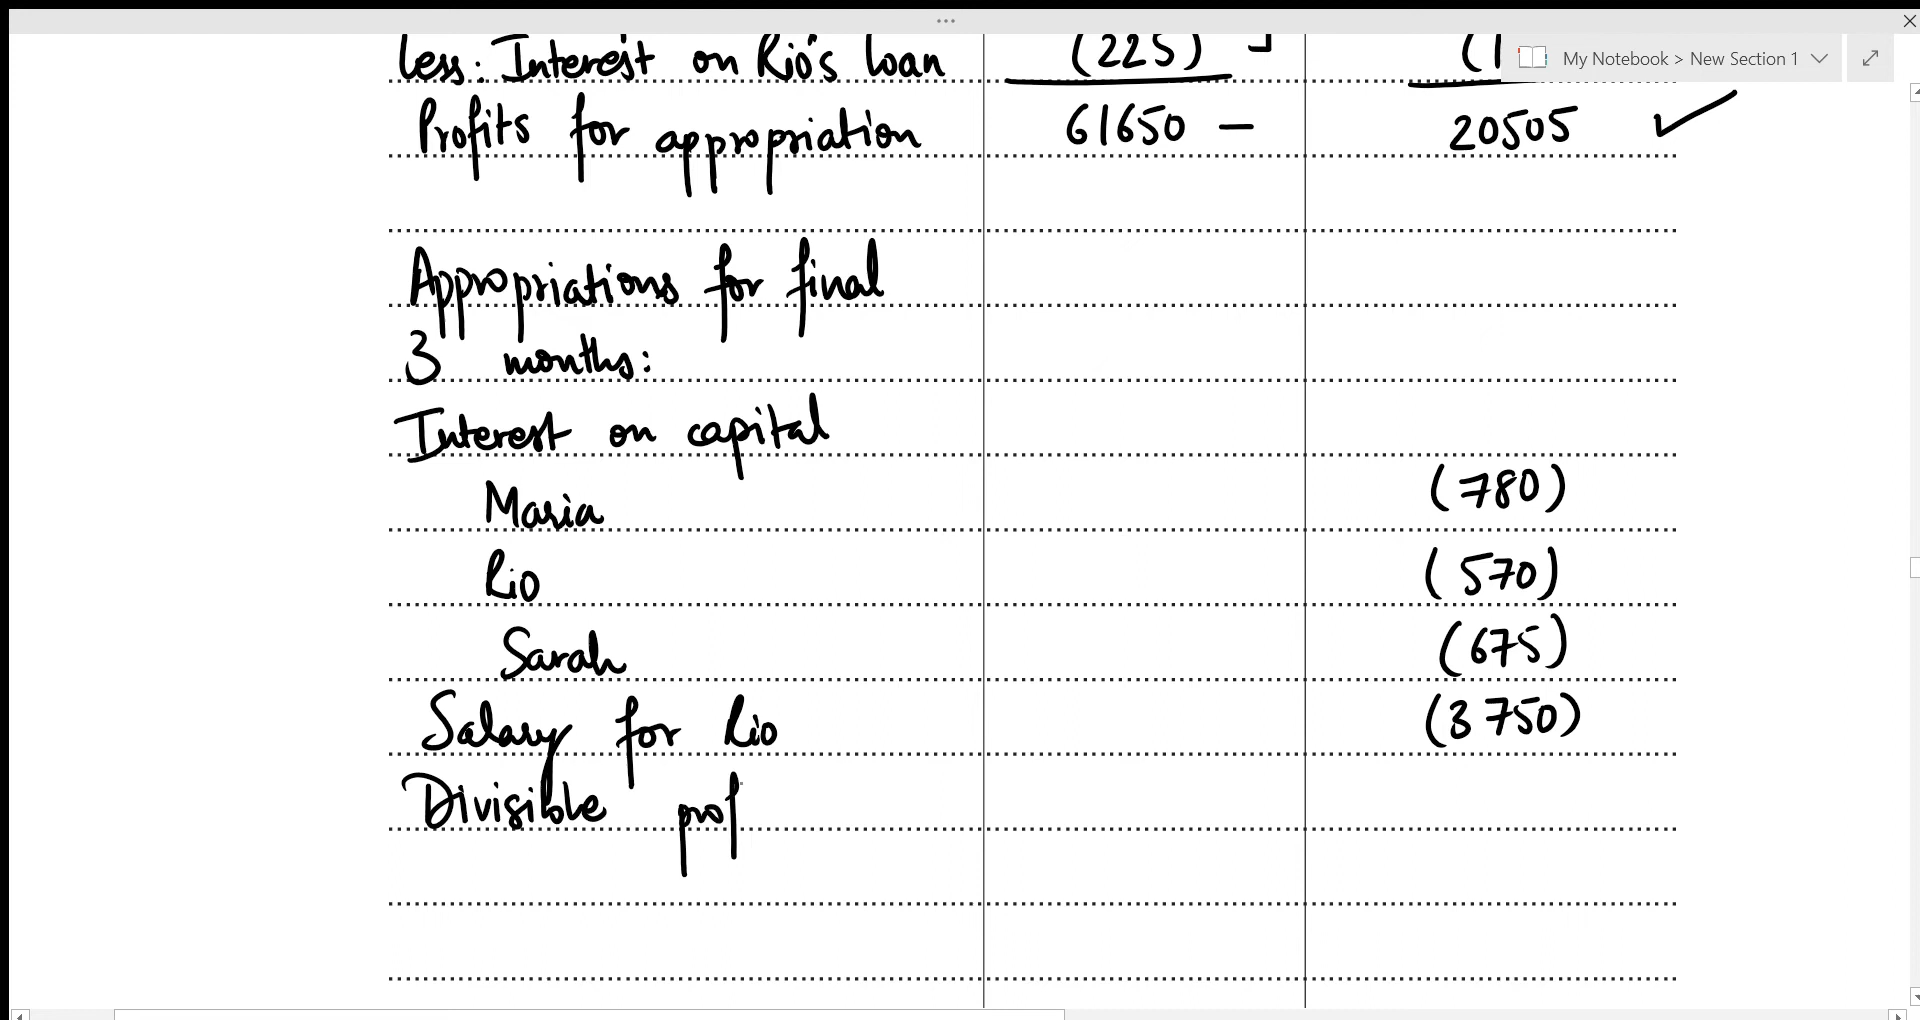 less: Interest on Rio's loan (225) (1
My Notebook > New Section 1
Profits for appropriation 61650 — 20505 ✓
Appropriations for final
3 months:
Interest on capital
Maria (780)
Rio (570)
Sarah (675)
Salary for Rio (3750)
Divisible prof